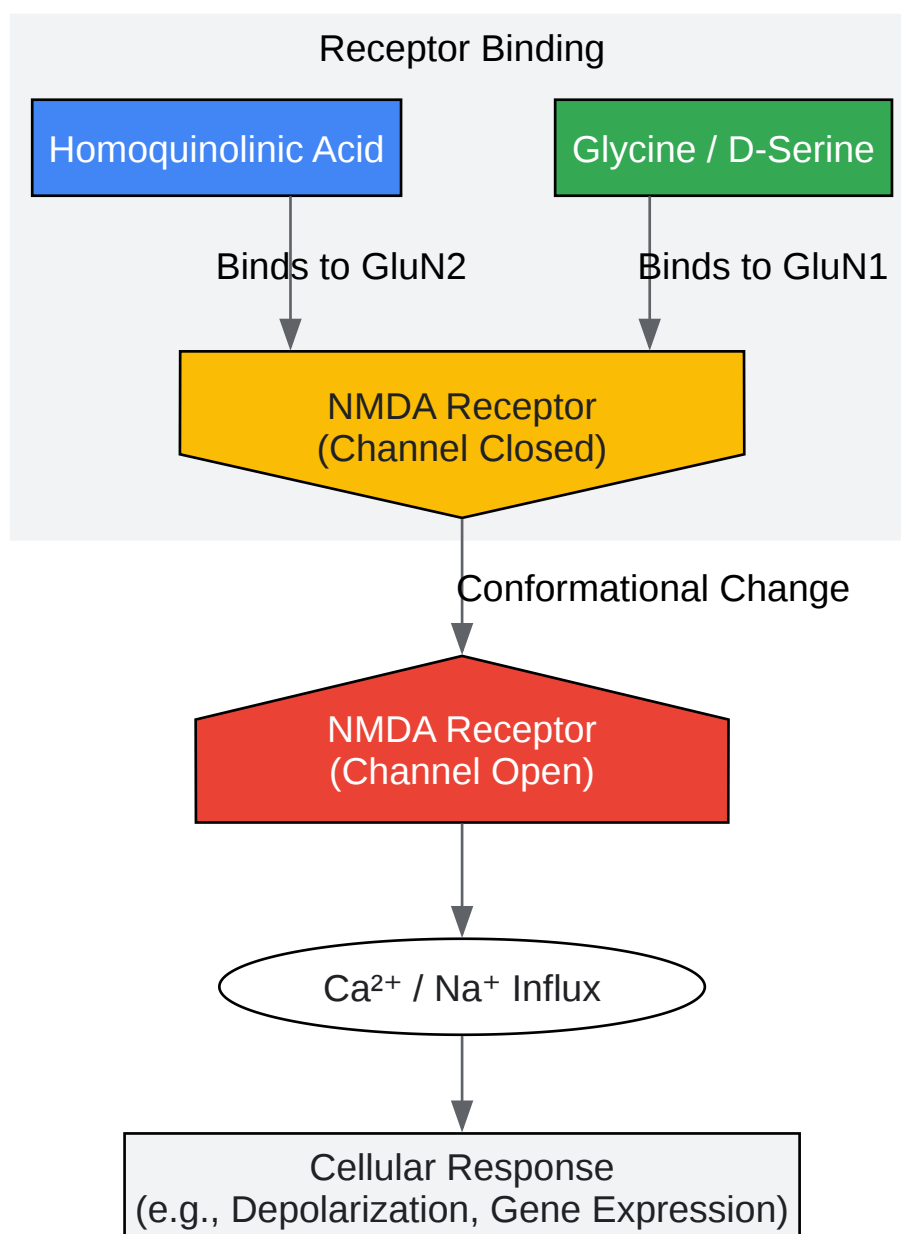 Receptor Binding
Homoquinolinic Acid
Glycine / D-Serine
Binds to GluN2
Binds to GluN1
NMDA Receptor
(Channel Closed)
Conformational Change
NMDA Receptor
(Channel Open)
Ca²⁺ / Na⁺ Influx
Cellular Response
(e.g., Depolarization, Gene Expression)